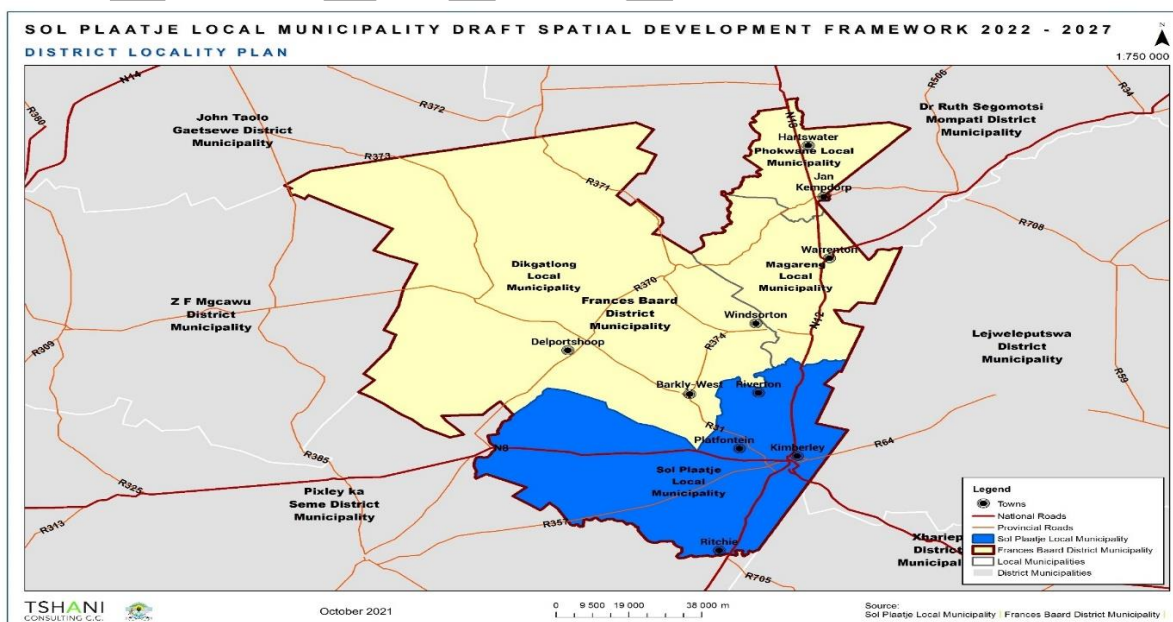 SOL PLAATJE LOCAL MUNICIPALITY DRAFT SPATIAL DEVELOPMENT FRAMEWORK 2022 - 2027
DISTRICT LOCALITY PLAN
N
1:750 000
N14
R380
John Taolo
Gaetsewe District
Municipality
R372
R373
R371
N18
Hartswater
Phokwane Local
Municipality
Jan
Kempdorp
R506
R34
Dr Ruth Segomotsi
Mompati District
Municipality
R708
Warrenton
Magareng
Local
Municipality
Dikgatlong
Local
Municipality
R370
Frances Baard
District
Municipality
Windsorton
N12
R374
Z F Mgcawu
District
Municipality
R309
Delportshoop
Lejweleputswa
District
Municipality
R59
Barkly-West
Riverton
R31
Platfontein
Kimberley
R64
N8
R385
R325
R313
Pixley ka
Seme District
Municipality
Sol Plaatje
Local
Municipality
R357
Ritchie
R705
Xhariep
District
Municipal
Legend
Towns
National Roads
Provincial Roads
Sol Plaatje Local Municipality
Frances Baard District Municipality
Local Municipalities
District Municipalities
TSHANI
CONSULTING C.C.
October 2021
0 9 500 19 000 38 000 m
Source:
Sol Plaatje Local Municipality | Frances Baard District Municipality |